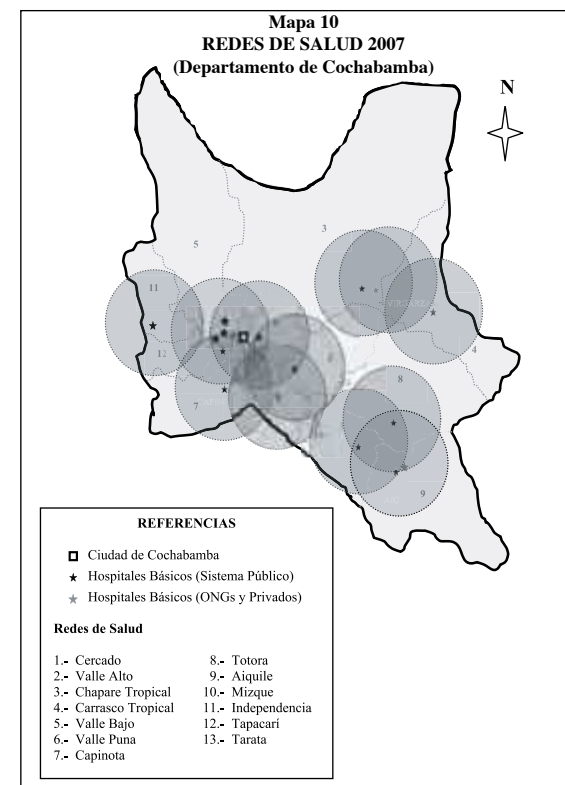 Mapa 10
REDES DE SALUD 2007
(Departamento de Cochabamba)
N
3
5
11
12
4
7
8
9
REFERENCIAS
Ciudad de Cochabamba
Hospitales Básicos (Sistema Público)
Hospitales Básicos (ONGs y Privados)
Redes de Salud
1.- Cercado
2.- Valle Alto
3.- Chapare Tropical
4.- Carrasco Tropical
5.- Valle Bajo
6.- Valle Puna
7.- Capinota
8.- Totora
9.- Aiquile
10.- Mizque
11.- Independencia
12.- Tapacarí
13.- Tarata